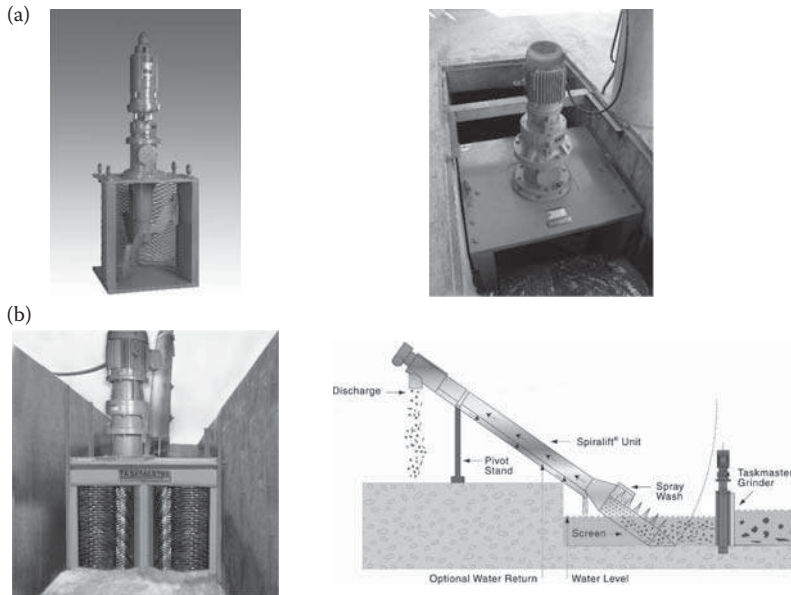 (a)
(b)
TASKMASTER
Discharge
Spiralift® Unit
Pivot
Stand
Spray
Wash
Taskmaster
Grinder
Screen
Optional Water Return
Water Level